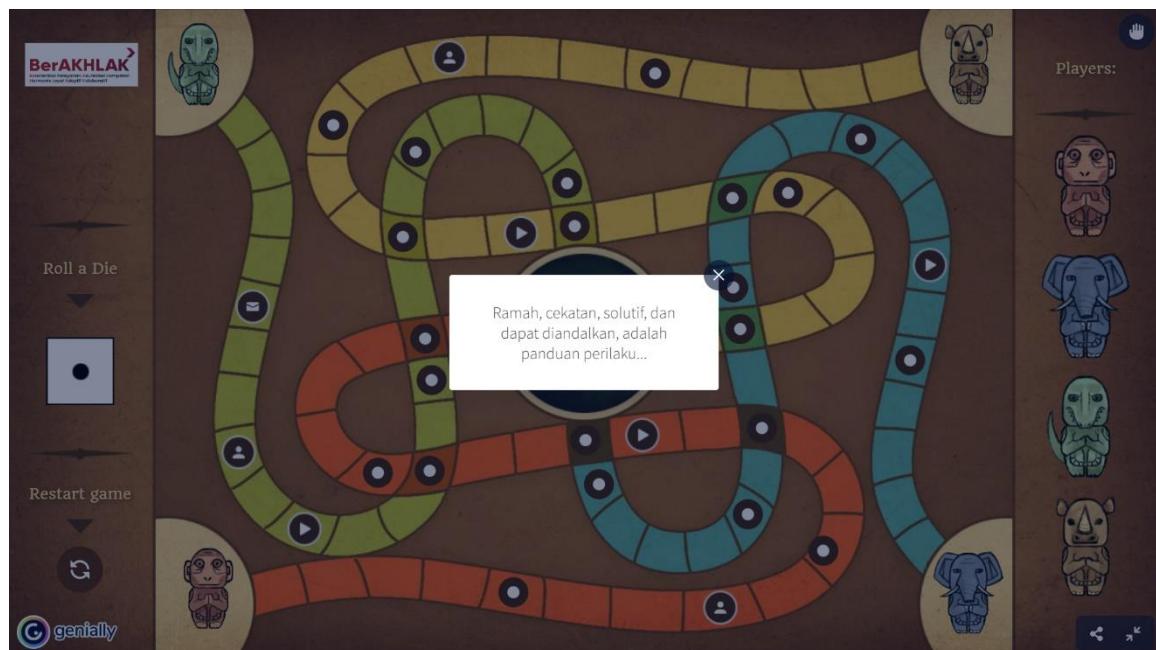 BerAKHLAK
Players:
Roll a Die
Ramah, cekatan, solutif, dan
dapat diandalkan, adalah
panduan perilaku...
Restart game
genially